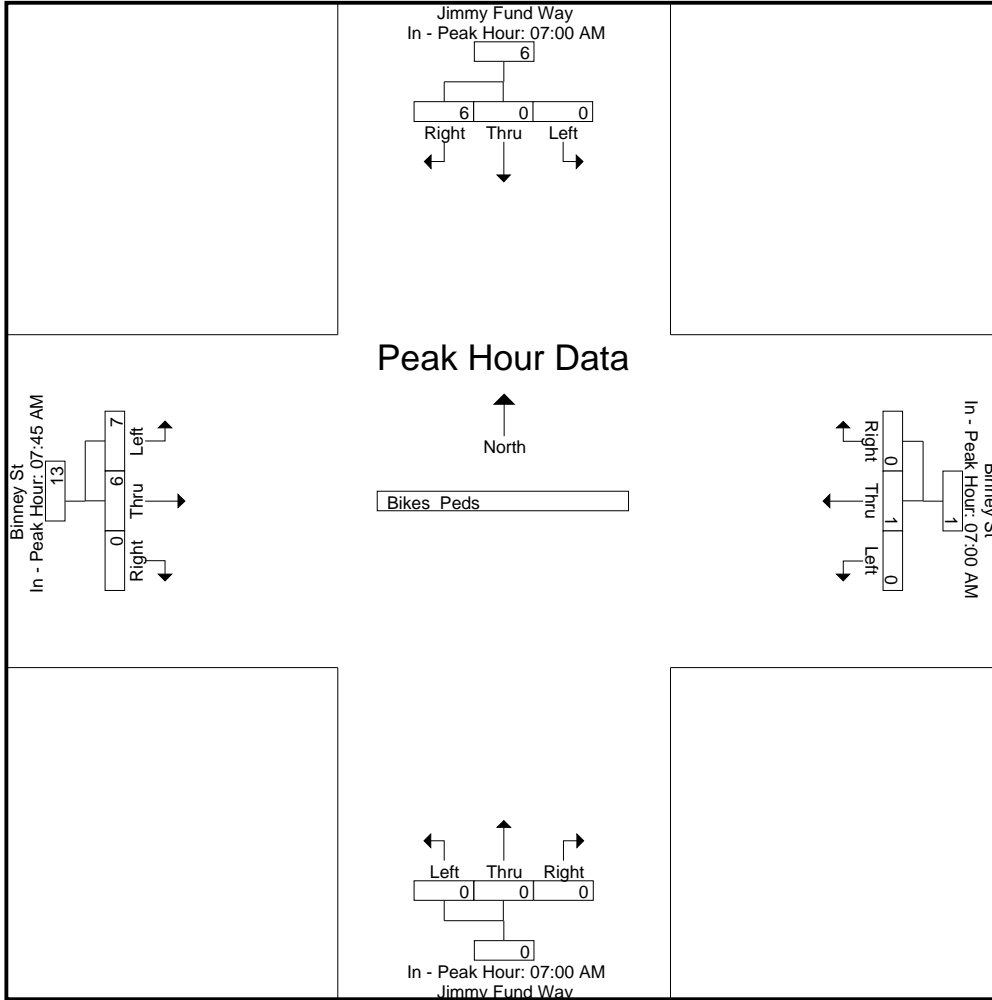 Jimmy Fund Way
In - Peak Hour: 07:00 AM
6
6 0 0
Right Thru Left
Peak Hour Data
North
Bikes Peds
Binney St
In - Peak Hour: 07:45 AM
13
7 6 0
Left Thru Right
Binney St
In - Peak Hour: 07:00 AM
1
0 1 0
Right Thru Left
Left Thru Right
0 0 0
0
In - Peak Hour: 07:00 AM
Jimmy Fund Way